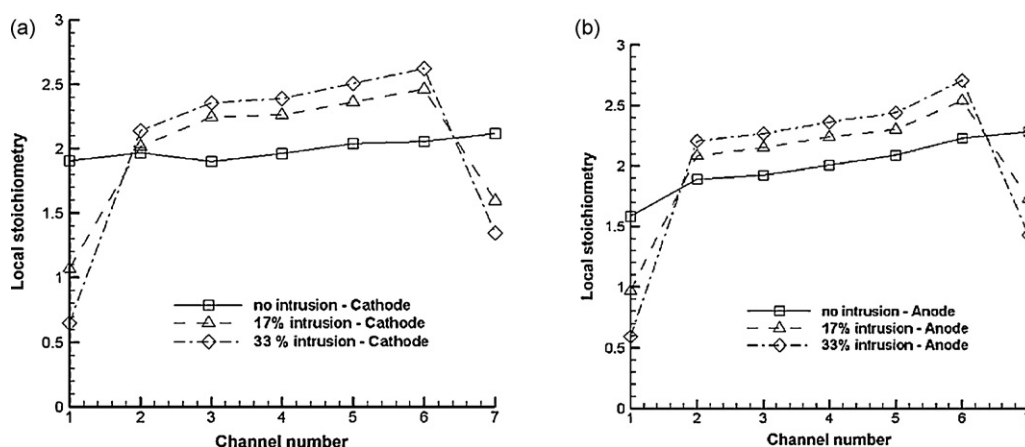 (a)
3
2.5
2
1.5
1
0.5
0
Local stoichiometry
no intrusion - Cathode
17% intrusion - Cathode
33 % intrusion - Cathode
1 2 3 4 5 6 7
Channel number
(b)
3
2.5
2
1.5
1
0.5
0
Local stoichiometry
no intrusion - Anode
17% intrusion - Anode
33% intrusion - Anode
1 2 3 4 5 6 7
Channel number